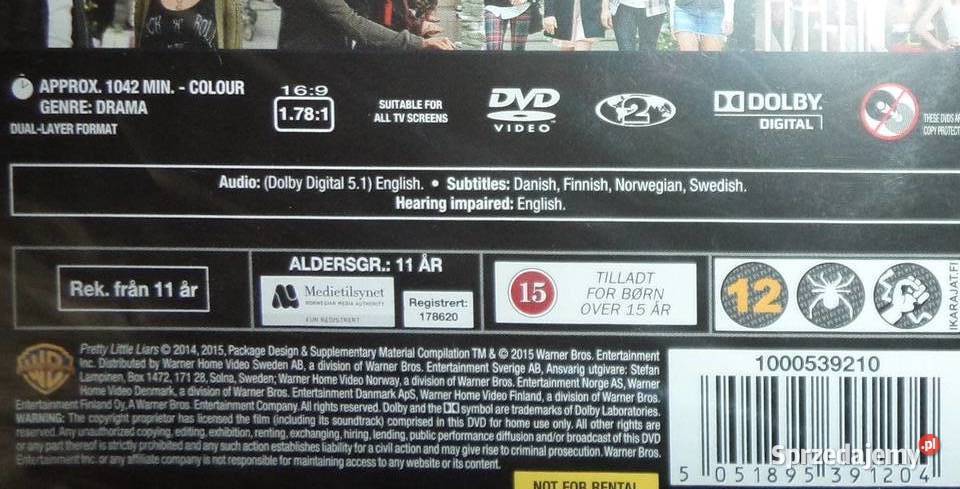 CK N ROLL
APPROX. 1042 MIN. - COLOUR
GENRE: DRAMA
DUAL-LAYER FORMAT
16:9
1.78:1
SUITABLE FOR
ALL TV SCREENS
DVD
VIDEO
2
DOLBY
DIGITAL
THESE DVDS AR
COPY PROTECT
Audio: (Dolby Digital 5.1) English. • Subtitles: Danish, Finnish, Norwegian, Swedish.
Hearing impaired: English.
Rek. från 11 år
ALDERSGR.: 11 ÅR
Medietilsynet
NORWEGIAN MEDIA AUTHORITY
KUN REGISTRERT
Registrert:
178620
15
TILLADT
FOR BØRN
OVER 15 ÅR
12
IKARAJAT.FI
WB
Pretty Little Liars © 2014, 2015, Package Design & Supplementary Material Compilation TM & © 2015 Warner Bros. Entertainment
Inc. Distributed by Warner Home Video Sweden AB, a division of Warner Bros. Entertainment Sverige AB, Ansvarig utgivare: Stefan
Lampinen, Box 1472, 171 28, Solna, Sweden; Warner Home Video Norway, a division of Warner Bros. Entertainment Norge AS, Warner
Home Video Denmark, a division of Warner Bros. Entertainment Danmark ApS, Warner Home Video Finland, a division of Warner Bros.
Entertainment Finland Oy, A Warner Bros. Entertainment Company. All rights reserved. Dolby and the symbol are trademarks of Dolby Laboratories.
WARNING: The copyright proprietor has licensed the film (including its soundtrack) comprised in this DVD for home use only. All other rights are
reserved. Any unauthorized copying, editing, exhibition, renting, exchanging, hiring, lending, public performance diffusion and/or broadcast of this DVD
or any part thereof is strictly prohibited and any such action establishes liability for a civil action and may give rise to criminal prosecution. Warner Bros.
Entertainment Inc. or any affiliate company is not responsible for maintaining access to any website or its content.
NOT FOR RENTAL
1000539210
5 051895 391204
Sprzedajemy.pl